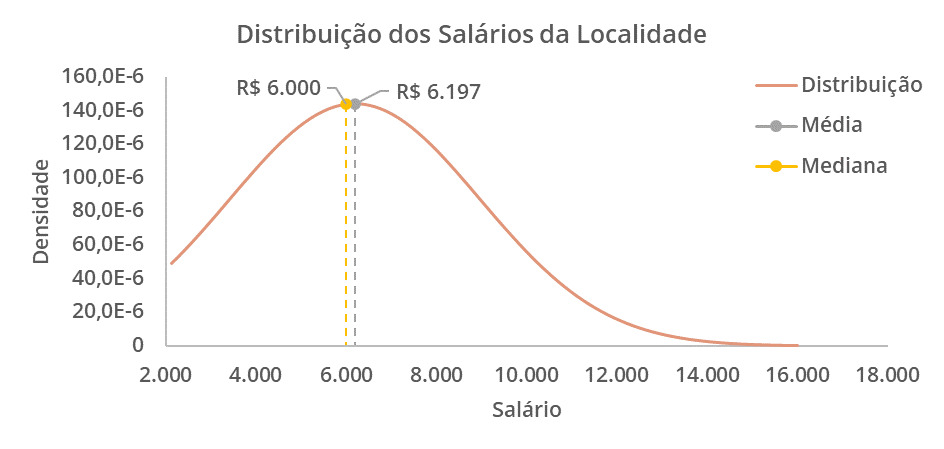 Distribuição dos Salários da Localidade
160,0E-6
140,0E-6
120,0E-6
100,0E-6
80,0E-6
60,0E-6
40,0E-6
20,0E-6
0
Densidade
R$ 6.000
R$ 6.197
Distribuição
Média
Mediana
2.000 4.000 6.000 8.000 10.000 12.000 14.000 16.000 18.000
Salário